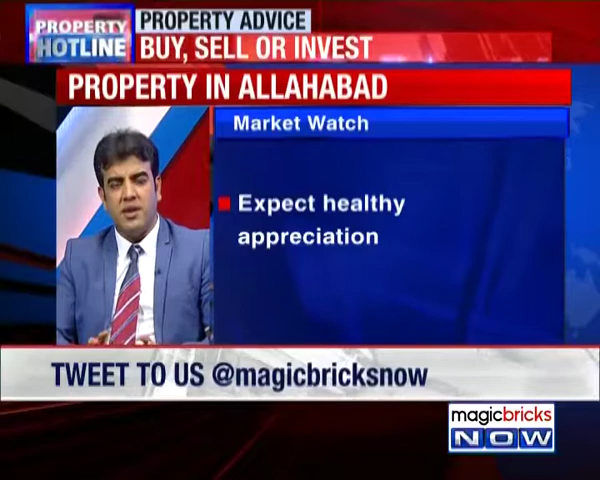 PROPERTY
HOTLINE
PROPERTY ADVICE
BUY, SELL OR INVEST
PROPERTY IN ALLAHABAD
Market Watch
Expect healthy
appreciation
TWEET TO US @magicbricksnow
magicbricks
NOW